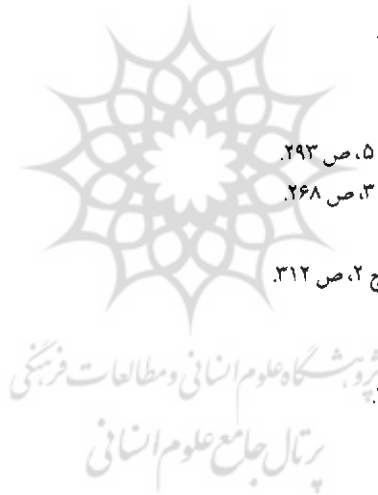 ۵، ص ۲۹۳.
۳، ص ۲۶۸.
ج ۲، ص ۳۱۲.
پژوهشگاه علوم انسانی و مطالعات فرهنگی
پرتال جامع علوم انسانی